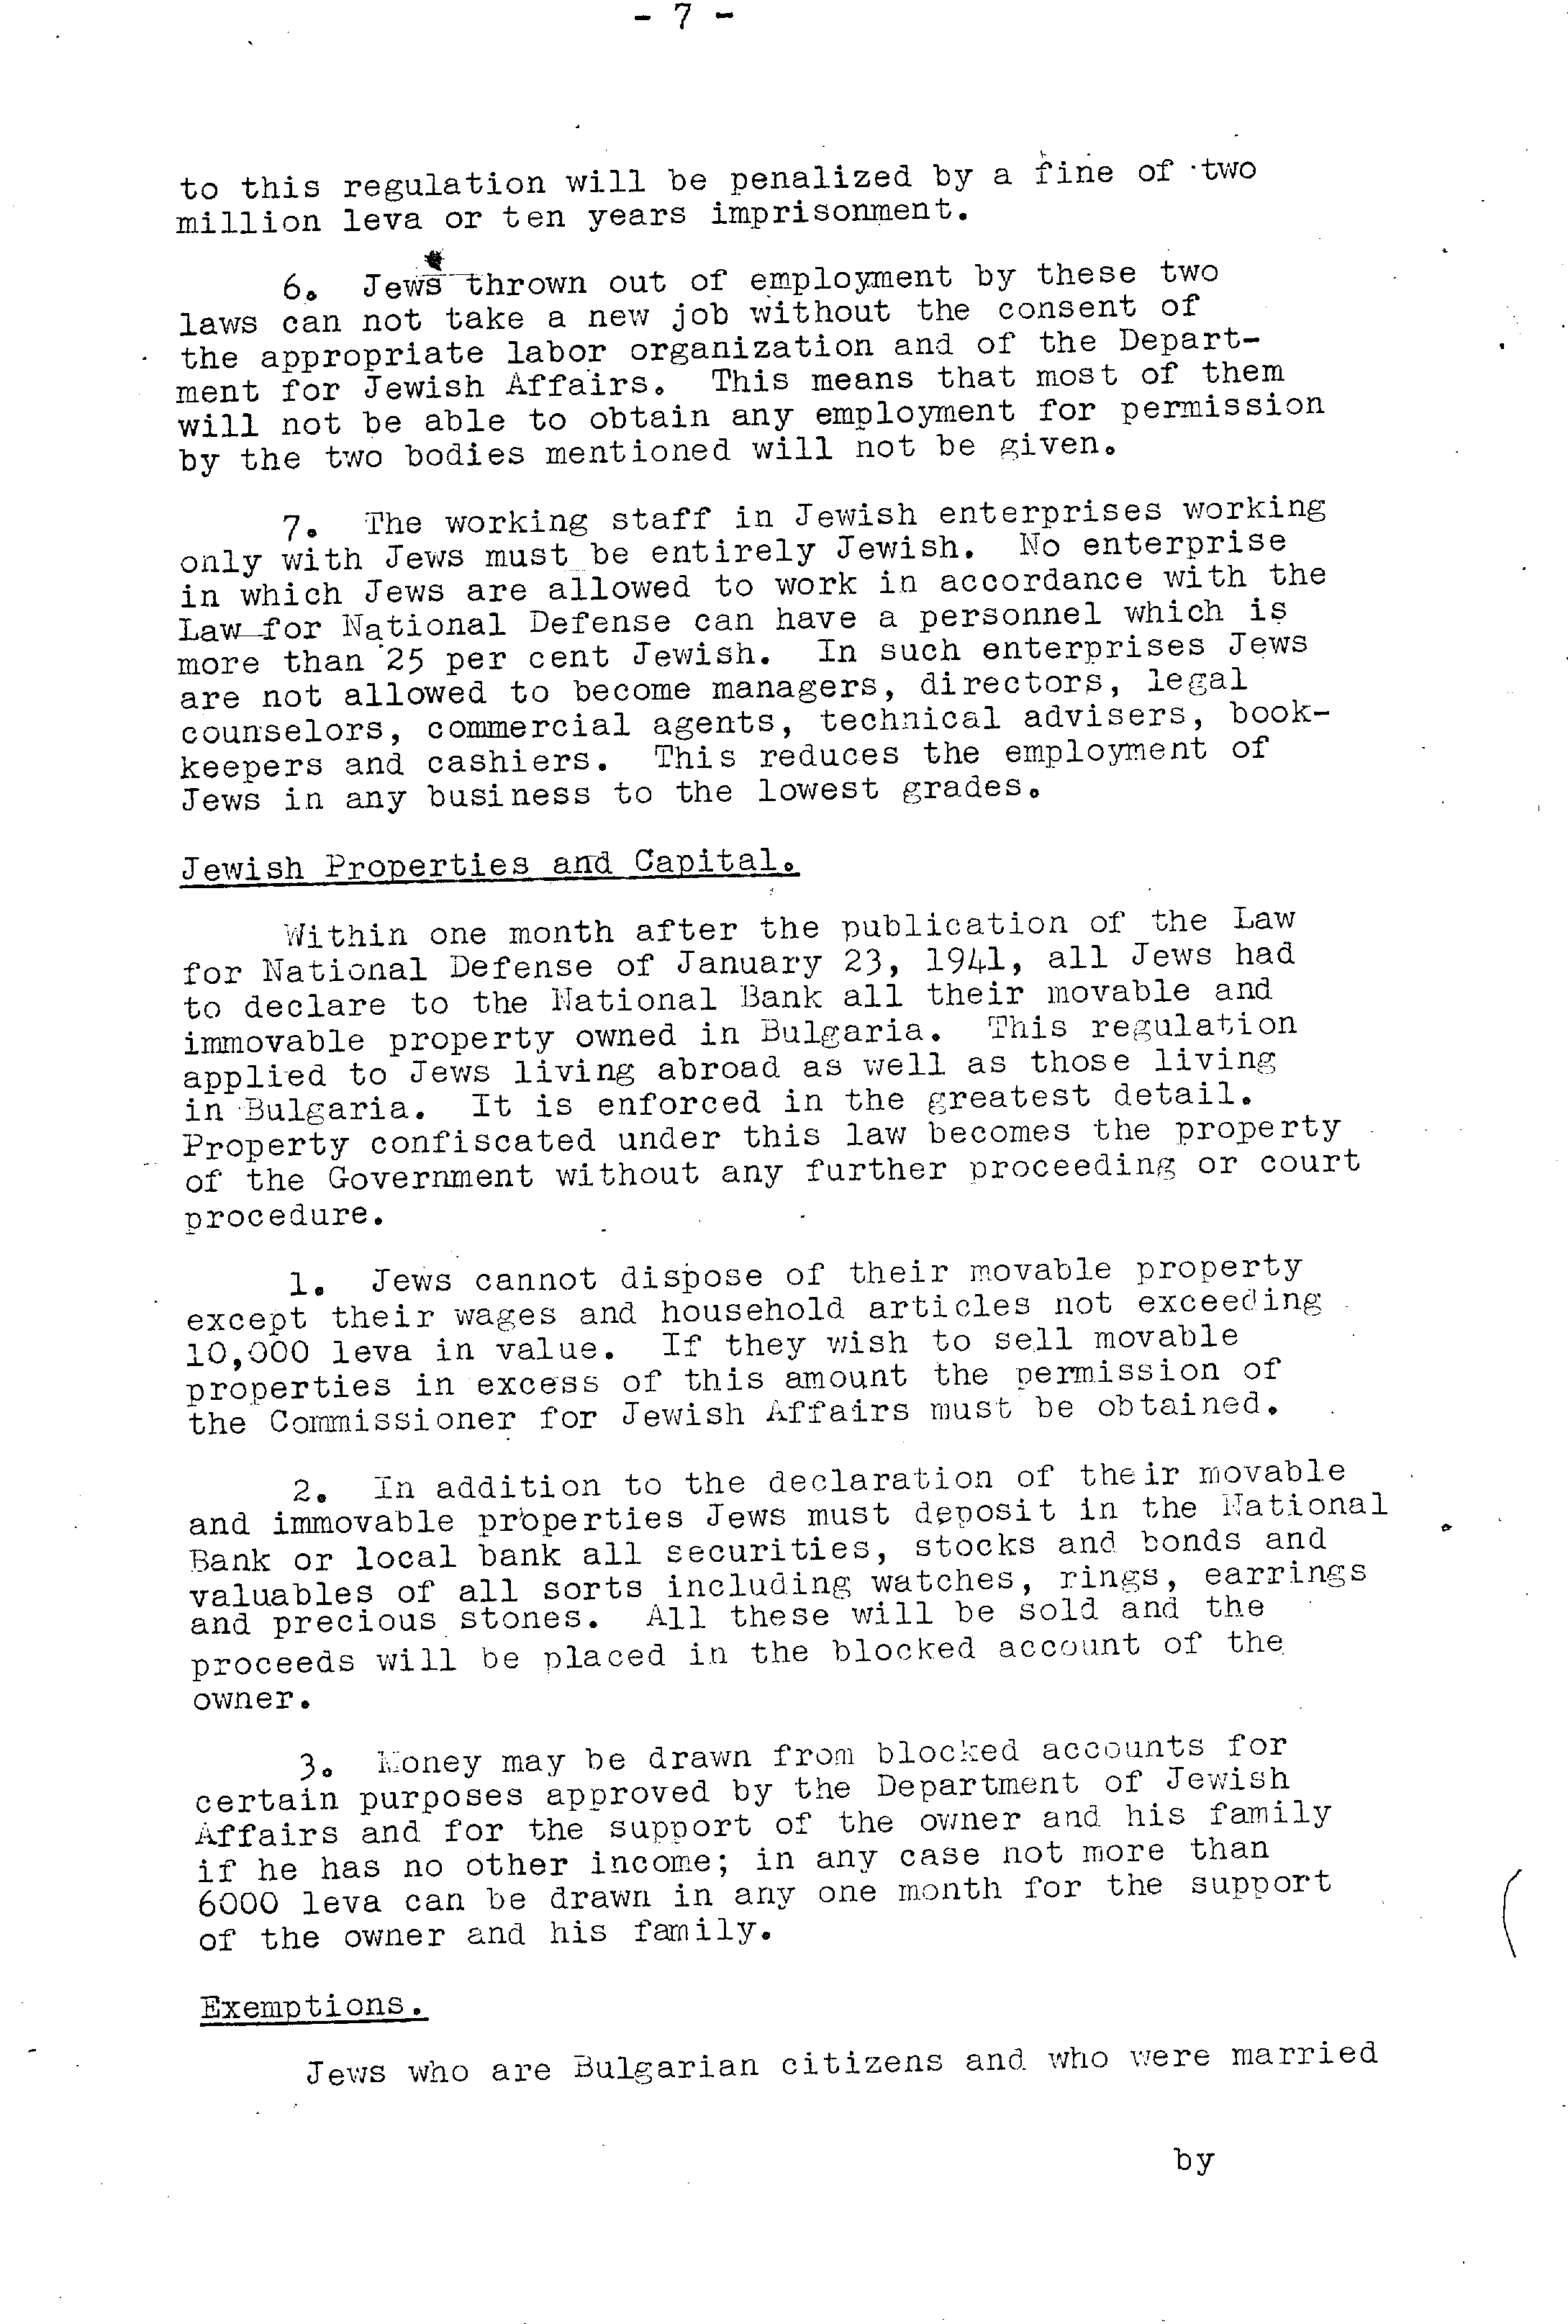 - 7 -
to this regulation will be penalized by a fine of two
million leva or ten years imprisonment.
6. Jews thrown out of employment by these two
laws can not take a new job without the consent of
the appropriate labor organization and of the Depart-
ment for Jewish Affairs. This means that most of them
will not be able to obtain any employment for permission
by the two bodies mentioned will not be given.
7. The working staff in Jewish enterprises working
only with Jews must be entirely Jewish. No enterprise
in which Jews are allowed to work in accordance with the
Law for National Defense can have a personnel which is
more than 25 per cent Jewish. In such enterprises Jews
are not allowed to become managers, directors, legal
counselors, commercial agents, technical advisers, book-
keepers and cashiers. This reduces the employment of
Jews in any business to the lowest grades.
Jewish Properties and Capital.
Within one month after the publication of the Law
for National Defense of January 23, 1941, all Jews had
to declare to the National Bank all their movable and
immovable property owned in Bulgaria. This regulation
applied to Jews living abroad as well as those living
in Bulgaria. It is enforced in the greatest detail.
Property confiscated under this law becomes the property
of the Government without any further proceeding or court
procedure.
1. Jews cannot dispose of their movable property
except their wages and household articles not exceeding
10,000 leva in value. If they wish to sell movable
properties in excess of this amount the permission of
the Commissioner for Jewish Affairs must be obtained.
2. In addition to the declaration of their movable
and immovable properties Jews must deposit in the National
Bank or local bank all securities, stocks and bonds and
valuables of all sorts including watches, rings, earrings
and precious stones. All these will be sold and the
proceeds will be placed in the blocked account of the
owner.
3. Money may be drawn from blocked accounts for
certain purposes approved by the Department of Jewish
Affairs and for the support of the owner and his family
if he has no other income; in any case not more than
6000 leva can be drawn in any one month for the support
of the owner and his family.
Exemptions.
Jews who are Bulgarian citizens and who were married
by